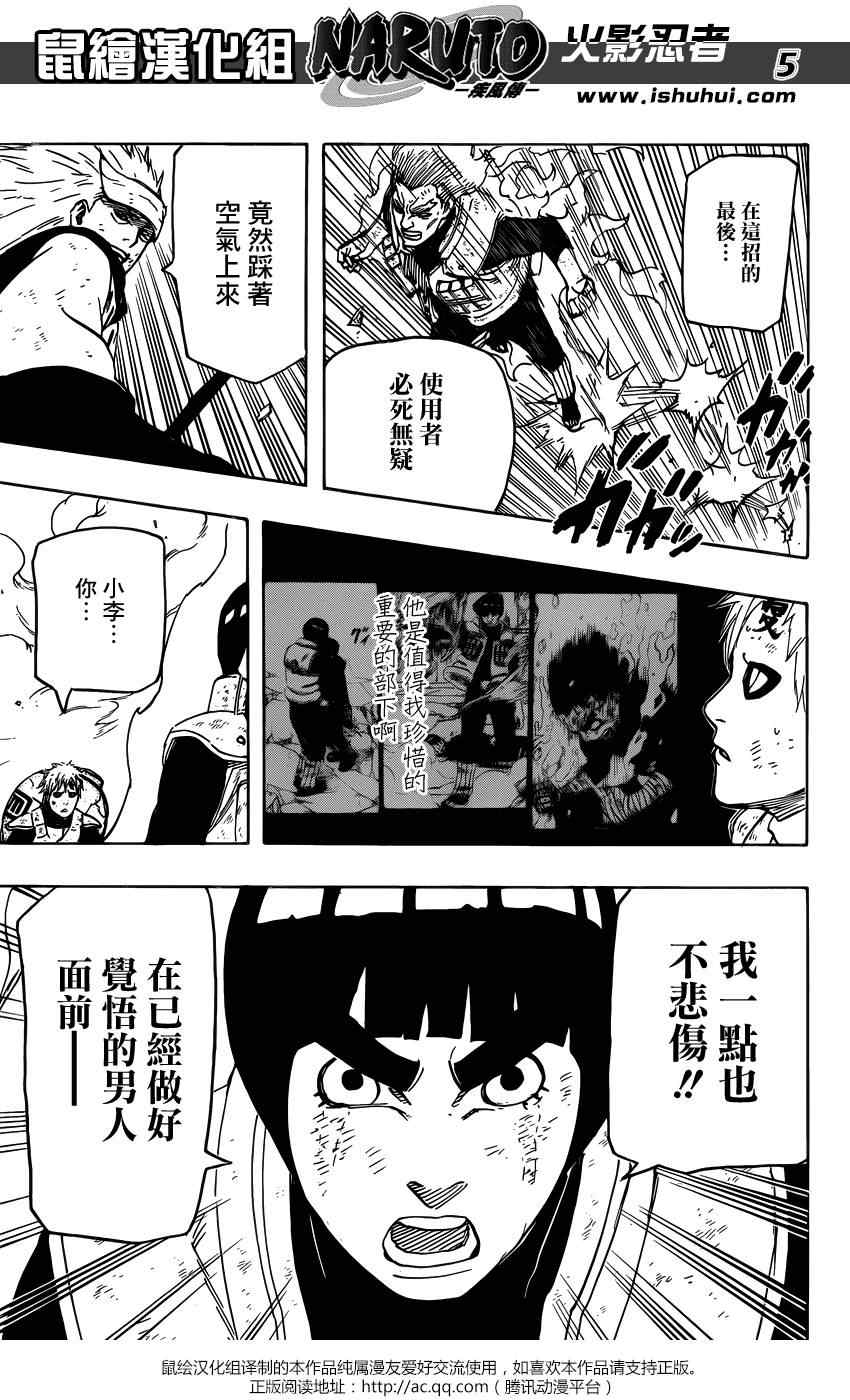 鼠繪漢化組
NARUTO
—疾風傳—
火影忍者
5
www.ishuhui.com
在這招的
最後…
使用者
必死無疑
ガガ
ガガッ
竟然踩著
空氣上來
他是值得我珍惜的
重要的部下啊
グイ
愛
小李…
你…
我一點也
不悲傷!!
在已經做好
覺悟的男人
面前——
鼠绘汉化组译制的本作品纯属漫友爱好交流使用，如喜欢本作品请支持正版。
正版阅读地址：http://ac.qq.com（腾讯动漫平台）